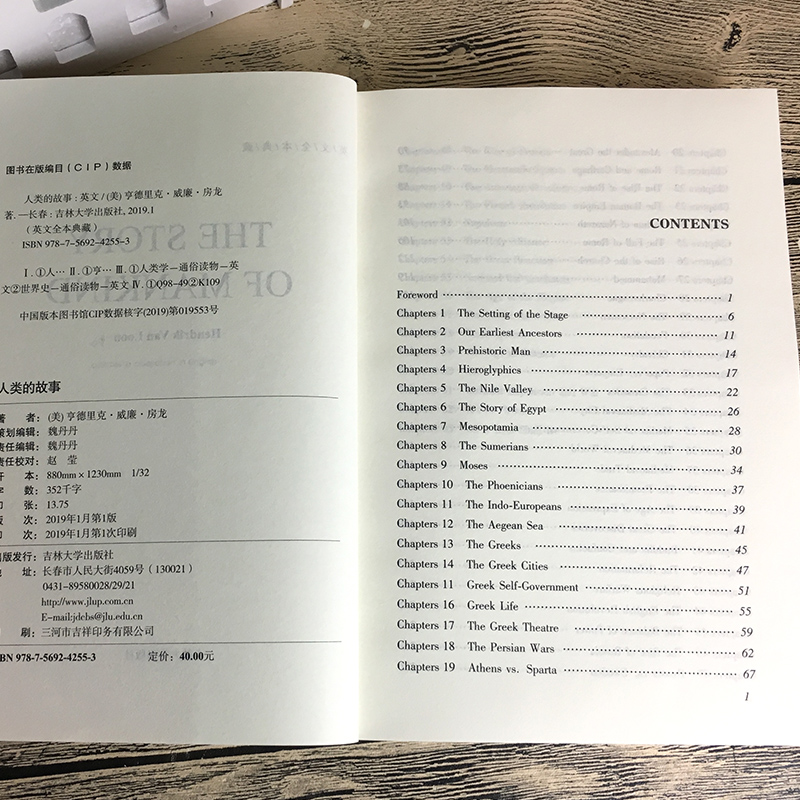 图书在版编目（CIP）数据
人类的故事：英文/(美) 亨德里克·威廉·房龙
著. —长春：吉林大学出版社, 2019.1
（英文全本典藏）
ISBN 978-7-5692-4255-3
Ⅰ. ①人… Ⅱ. ①亨… Ⅲ. ①人类学—通俗读物—英
文②世界史—通俗读物—英文 Ⅳ. ①Q98-49②K109
中国版本图书馆CIP数据核字(2019)第019553号
人类的故事
著 者：(美) 亨德里克·威廉·房龙
策划编辑：魏丹丹
责任编辑：魏丹丹
责任校对：赵 莹
开 本：880mm×1230mm 1/32
字 数：352千字
印 张：13.75
版 次：2019年1月第1版
印 次：2019年1月第1次印刷
出版发行：吉林大学出版社
地 址：长春市人民大街4059号（130021）
0431-89580028/29/21
http://www.jlup.com.cn
E-mail:jdcbs@jlu.edu.cn
刷：三河市吉祥印务有限公司
BN 978-7-5692-4255-3 定价：40.00元
CONTENTS
Foreword 1
Chapters 1 The Setting of the Stage 6
Chapters 2 Our Earliest Ancestors 11
Chapters 3 Prehistoric Man 14
Chapters 4 Hieroglyphics 17
Chapters 5 The Nile Valley 22
Chapters 6 The Story of Egypt 26
Chapters 7 Mesopotamia 28
Chapters 8 The Sumerians 30
Chapters 9 Moses 34
Chapters 10 The Phoenicians 37
Chapters 11 The Indo-Europeans 39
Chapters 12 The Aegean Sea 41
Chapters 13 The Greeks 45
Chapters 14 The Greek Cities 47
Chapters 11 Greek Self-Government 51
Chapters 16 Greek Life 55
Chapters 17 The Greek Theatre 59
Chapters 18 The Persian Wars 62
Chapters 19 Athens vs. Sparta 67
I